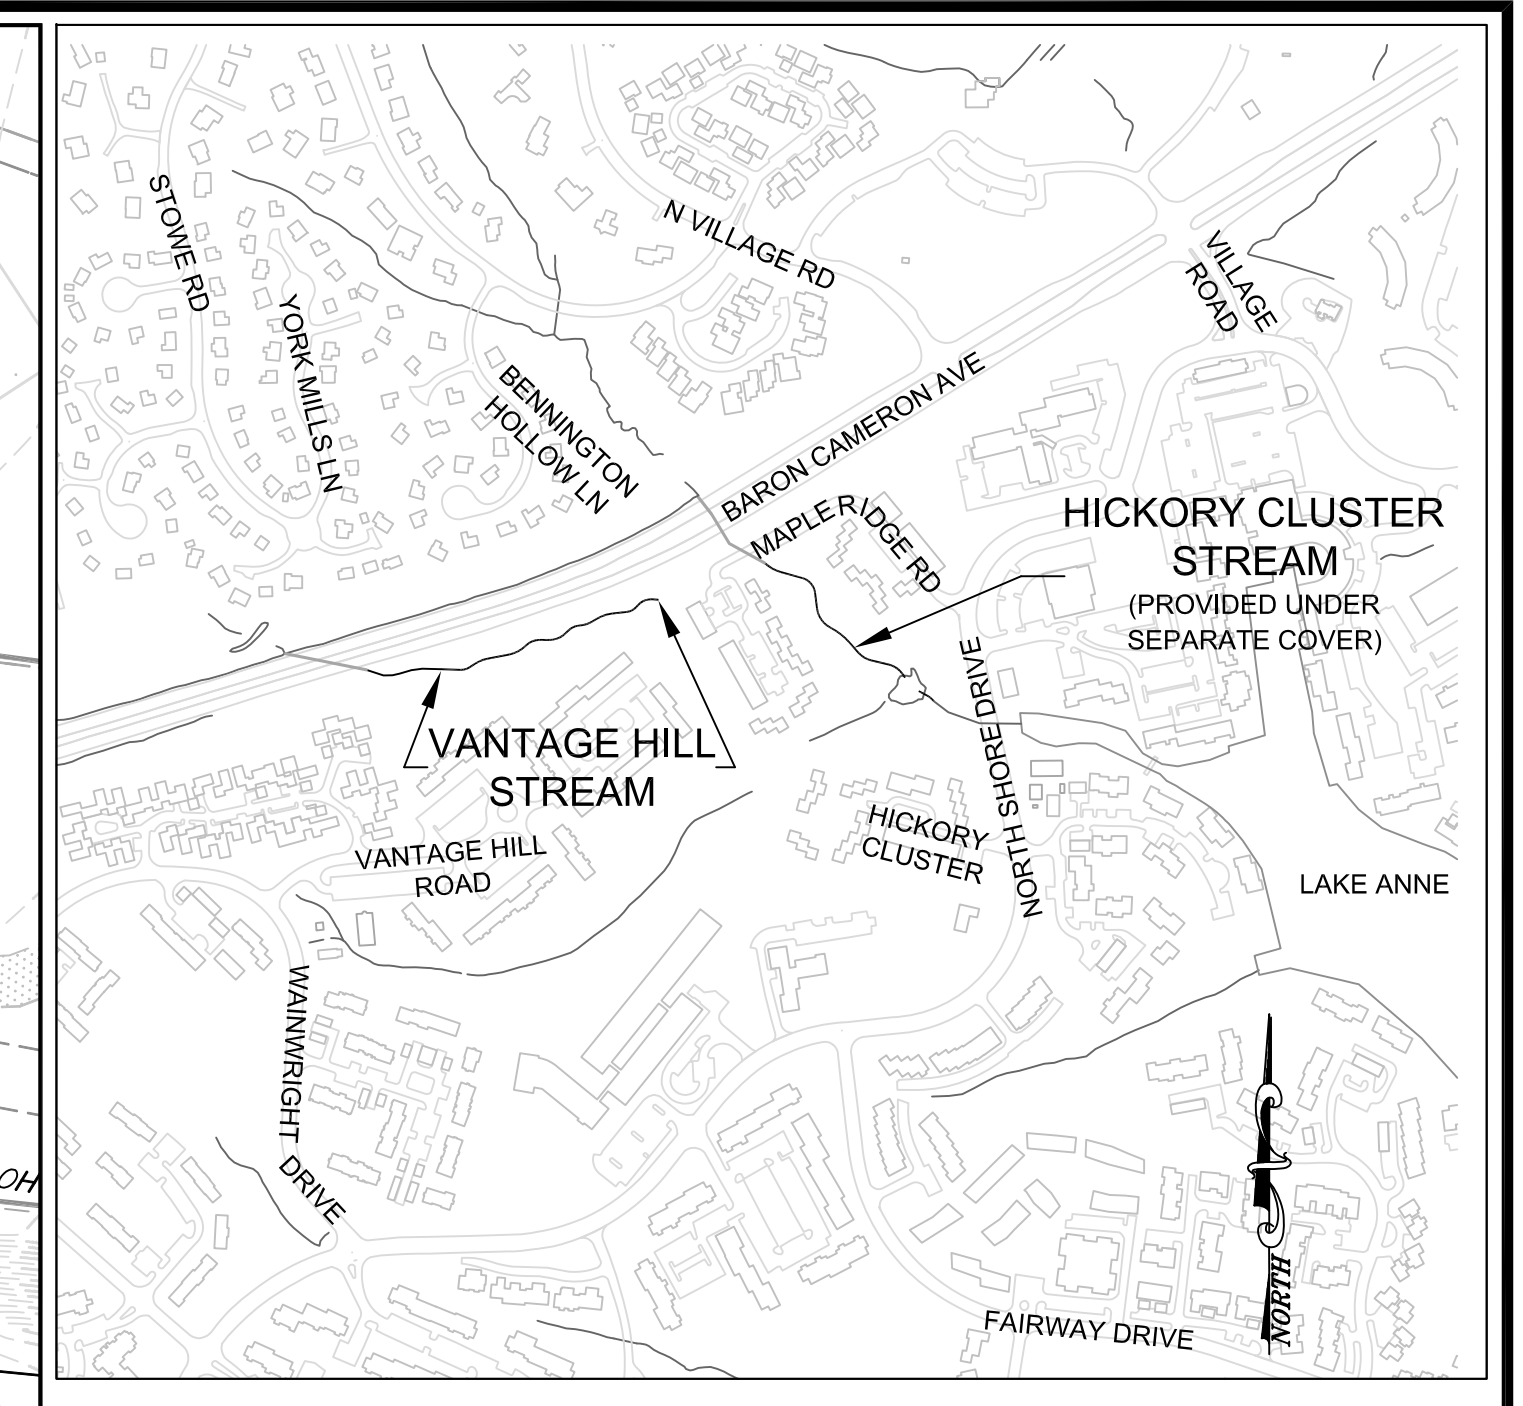 STOWE RD
YORK MILLS LN
BENNINGTON
HOLLOW LN
N VILLAGE RD
VILLAGE
ROAD
BARON CAMERON AVE
MAPLE RIDGE RD
HICKORY CLUSTER
STREAM
(PROVIDED UNDER
SEPARATE COVER)
NORTH SHORE DRIVE
VANTAGE HILL
STREAM
VANTAGE HILL
ROAD
HICKORY
CLUSTER
LAKE ANNE
WAINWRIGHT DRIVE
OH
FAIRWAY DRIVE
NORTH